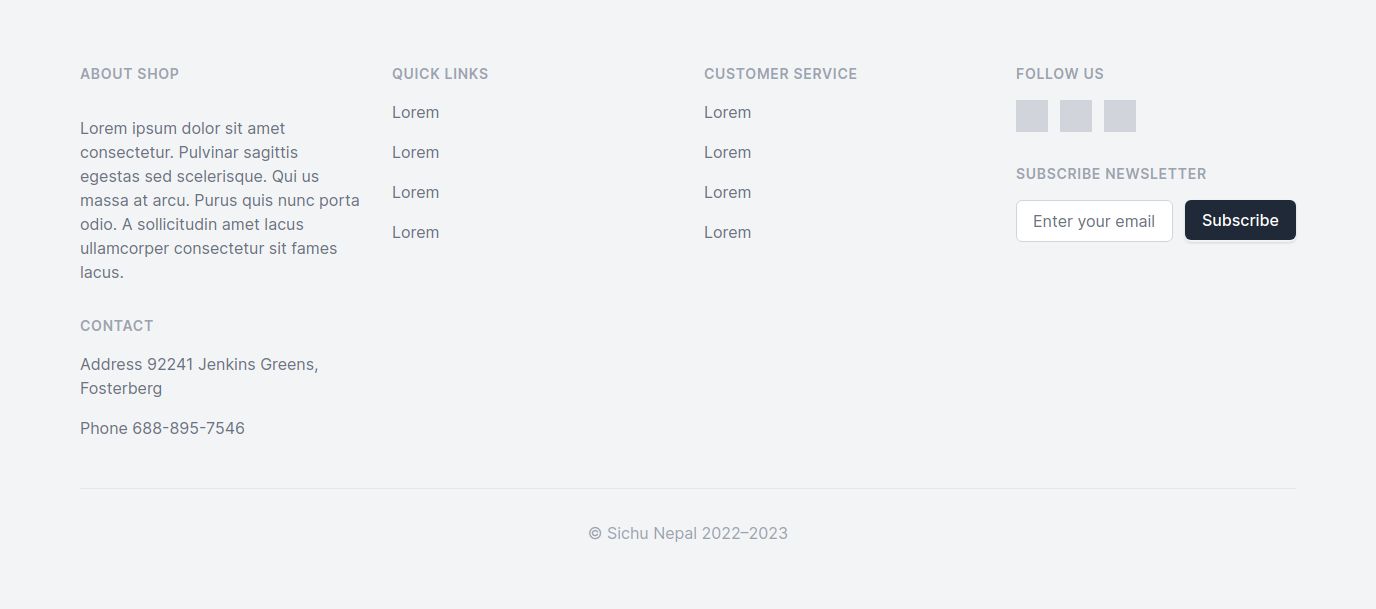 ABOUT SHOP
Lorem ipsum dolor sit amet
consectetur. Pulvinar sagittis
egestas sed scelerisque. Qui us
massa at arcu. Purus quis nunc porta
odio. A sollicitudin amet lacus
ullamcorper consectetur sit fames
lacus.
CONTACT
Address 92241 Jenkins Greens,
Fosterberg
Phone 688-895-7546
QUICK LINKS
Lorem
Lorem
Lorem
Lorem
CUSTOMER SERVICE
Lorem
Lorem
Lorem
Lorem
FOLLOW US
SUBSCRIBE NEWSLETTER
Enter your email
Subscribe
© Sichu Nepal 2022–2023